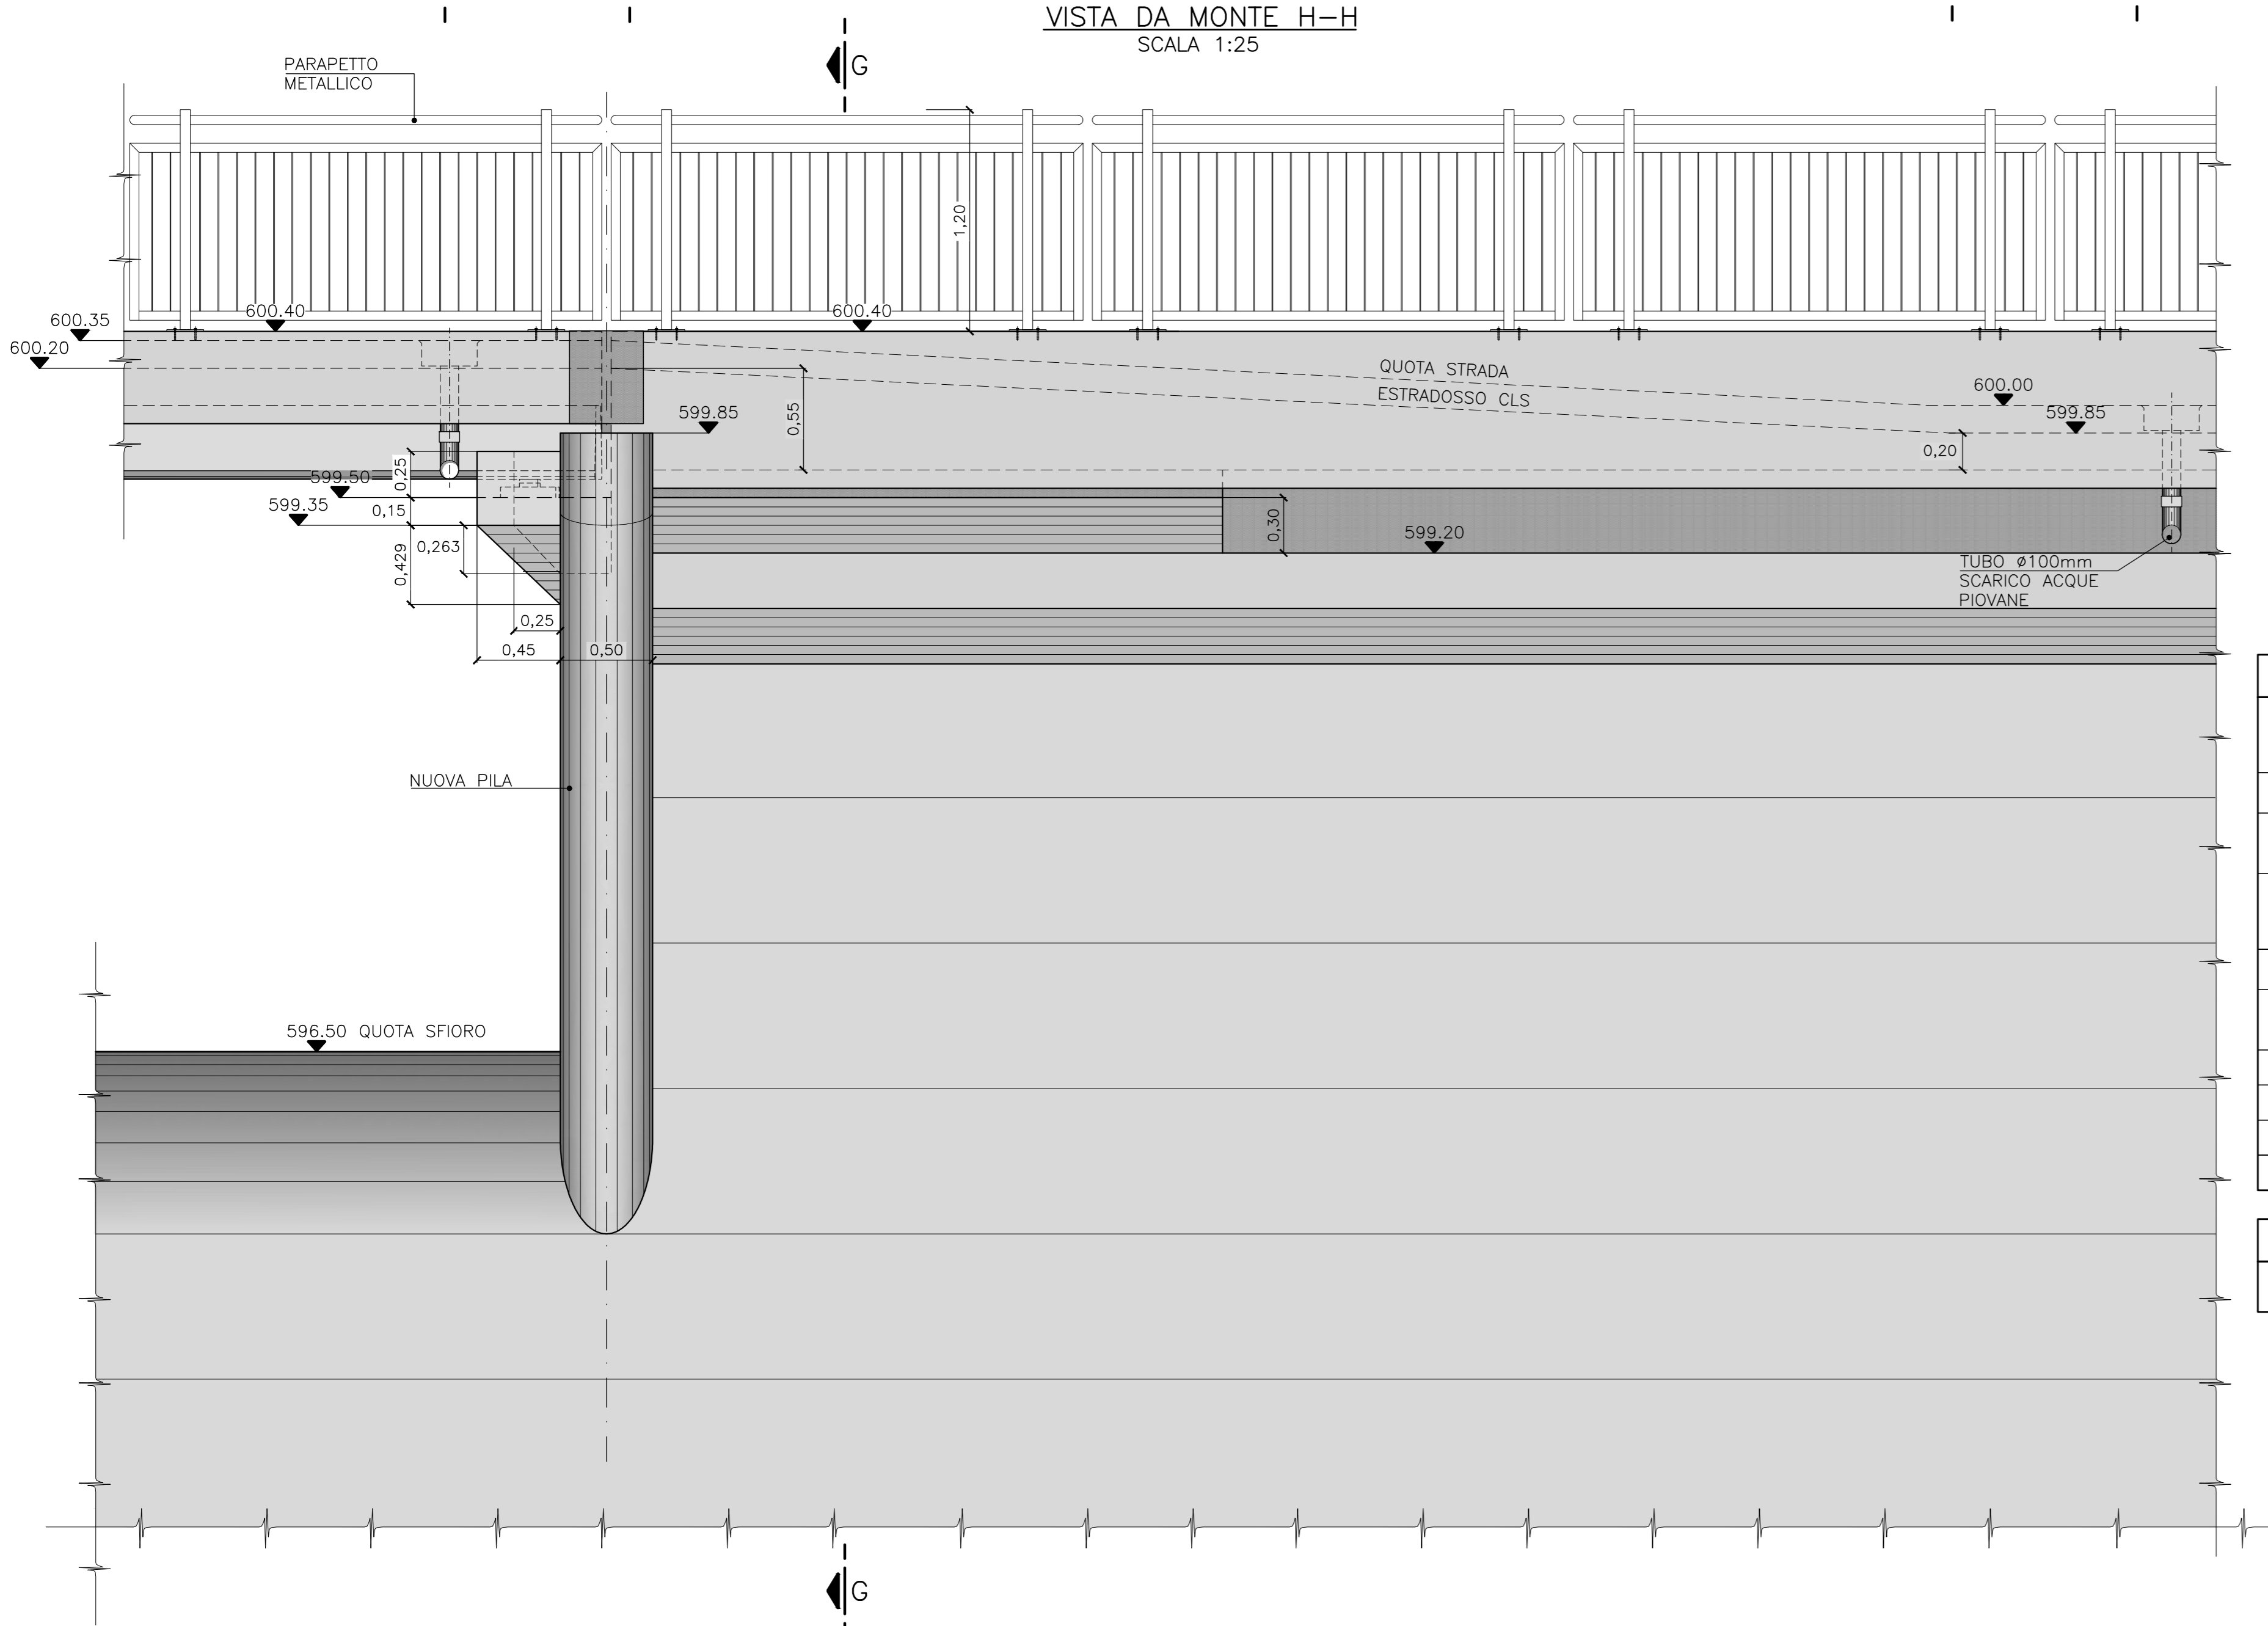 VISTA DA MONTE H-H
SCALA 1:25
G
PARAPETTO
METALLICO
1,20
600.40
600.40
600.35
600.20
QUOTA STRADA
ESTRADOSSO CLS
600.00
599.85
599.85
0,55
0,20
0,25
599.50
599.35
0,15
0,263
0,429
0,30
599.20
TUBO ø100mm
SCARICO ACQUE
PIOVANE
0,25
0,45
0,50
NUOVA PILA
596.50 QUOTA SFIORO
G